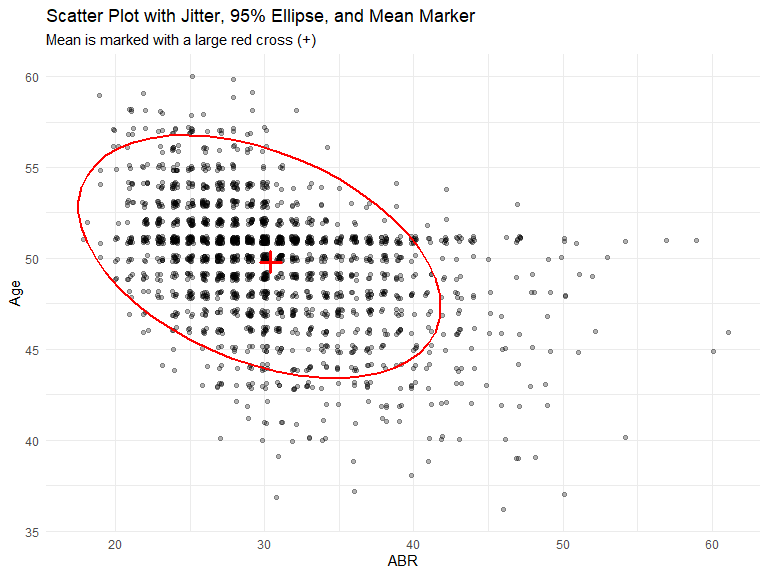 Scatter Plot with Jitter, 95% Ellipse, and Mean Marker
Mean is marked with a large red cross (+)
60
55
50
45
40
35
Age
20
30
40
50
60
ABR